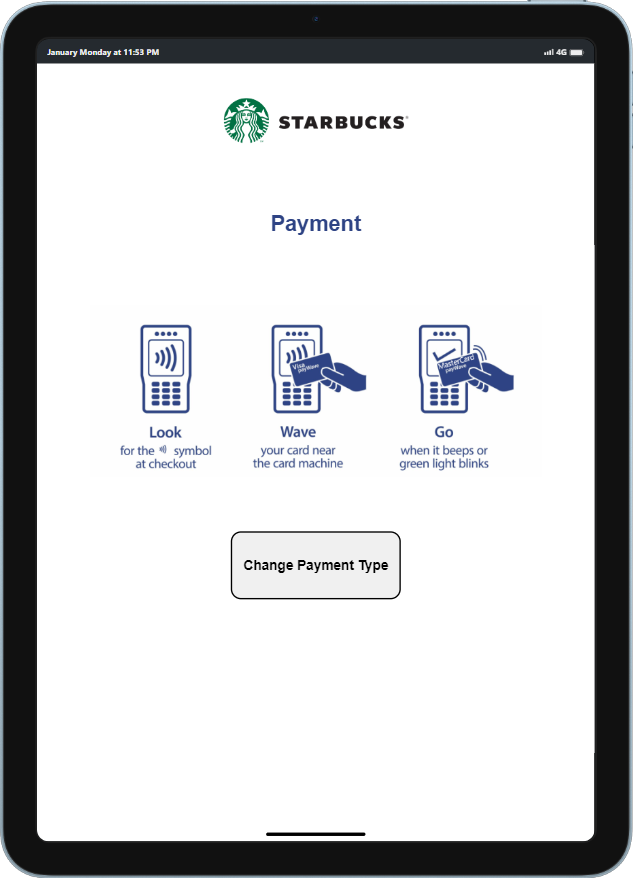 January Monday at 11:53 PM
4G
STARBUCKS®
Payment
Visa
payWave
MasterCard
payWave
Look
for the symbol
at checkout
Wave
your card near
the card machine
Go
when it beeps or
green light blinks
Change Payment Type